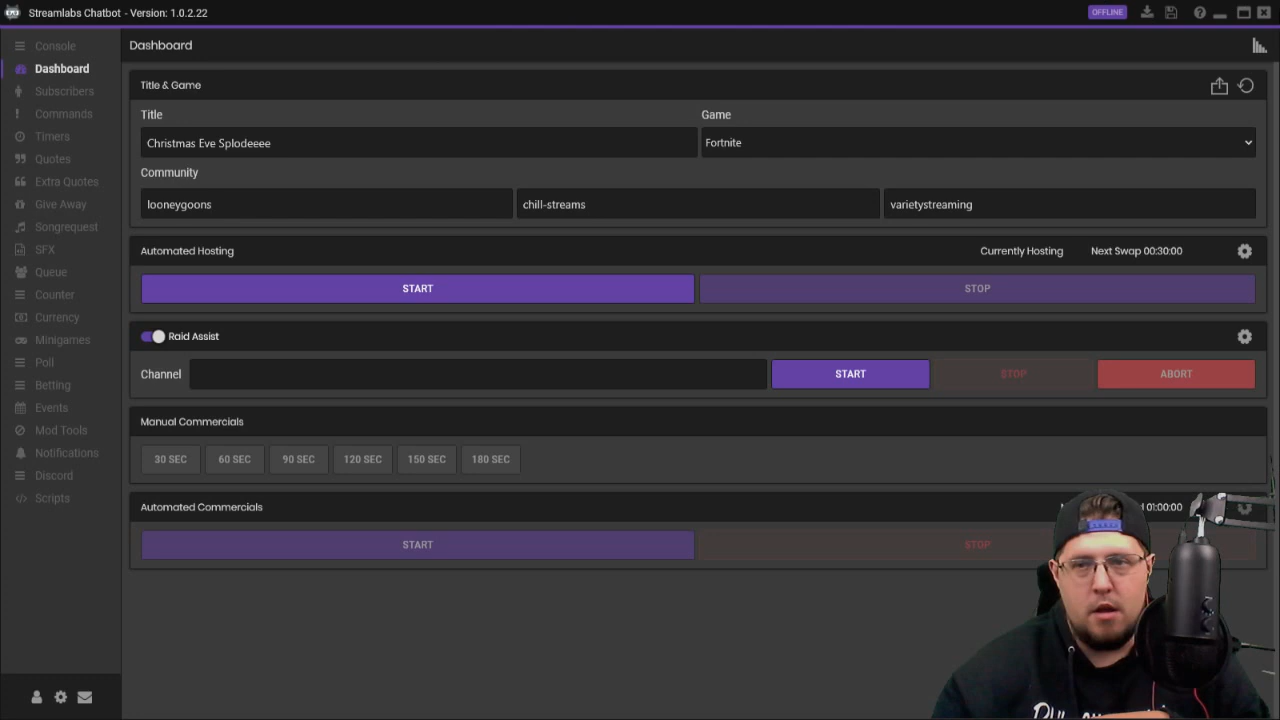 Streamlabs Chatbot - Version: 1.0.2.22
OFFLINE
Console
Dashboard
Subscribers
Commands
Timers
Quotes
Extra Quotes
Give Away
Songrequest
SFX
Queue
Counter
Currency
Minigames
Poll
Betting
Events
Mod Tools
Notifications
Discord
Scripts
Dashboard
Title & Game
Title
Game
Christmas Eve Splodeeee
Fortnite
Community
looneygoons
chill-streams
varietystreaming
Automated Hosting
Currently Hosting
Next Swap 00:30:00
START
STOP
Raid Assist
Channel
START
STOP
ABORT
Manual Commercials
30 SEC
60 SEC
90 SEC
120 SEC
150 SEC
180 SEC
Automated Commercials
01:00:00
START
STOP